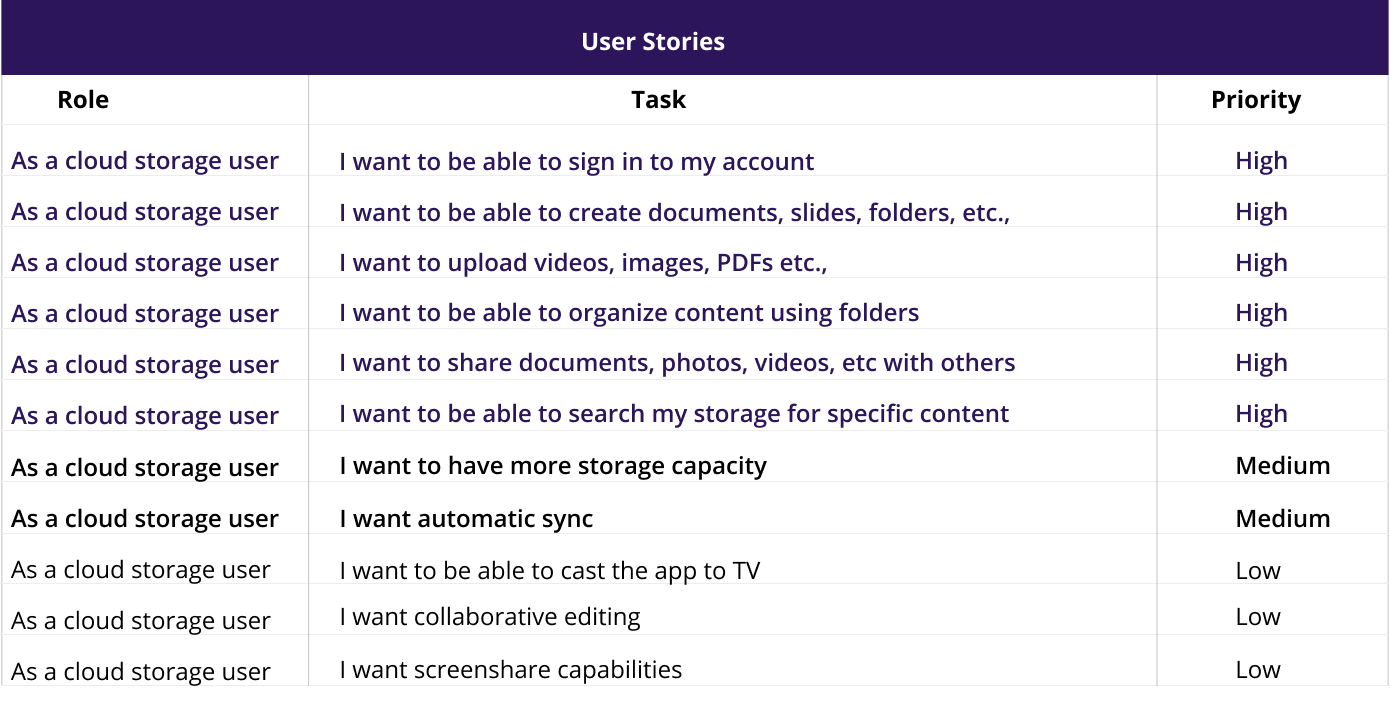 User Stories
Role Task Priority
As a cloud storage user I want to be able to sign in to my account High
As a cloud storage user I want to be able to create documents, slides, folders, etc., High
As a cloud storage user I want to upload videos, images, PDFs etc., High
As a cloud storage user I want to be able to organize content using folders High
As a cloud storage user I want to share documents, photos, videos, etc with others High
As a cloud storage user I want to be able to search my storage for specific content High
As a cloud storage user I want to have more storage capacity Medium
As a cloud storage user I want automatic sync Medium
As a cloud storage user I want to be able to cast the app to TV Low
As a cloud storage user I want collaborative editing Low
As a cloud storage user I want screenshare capabilities Low